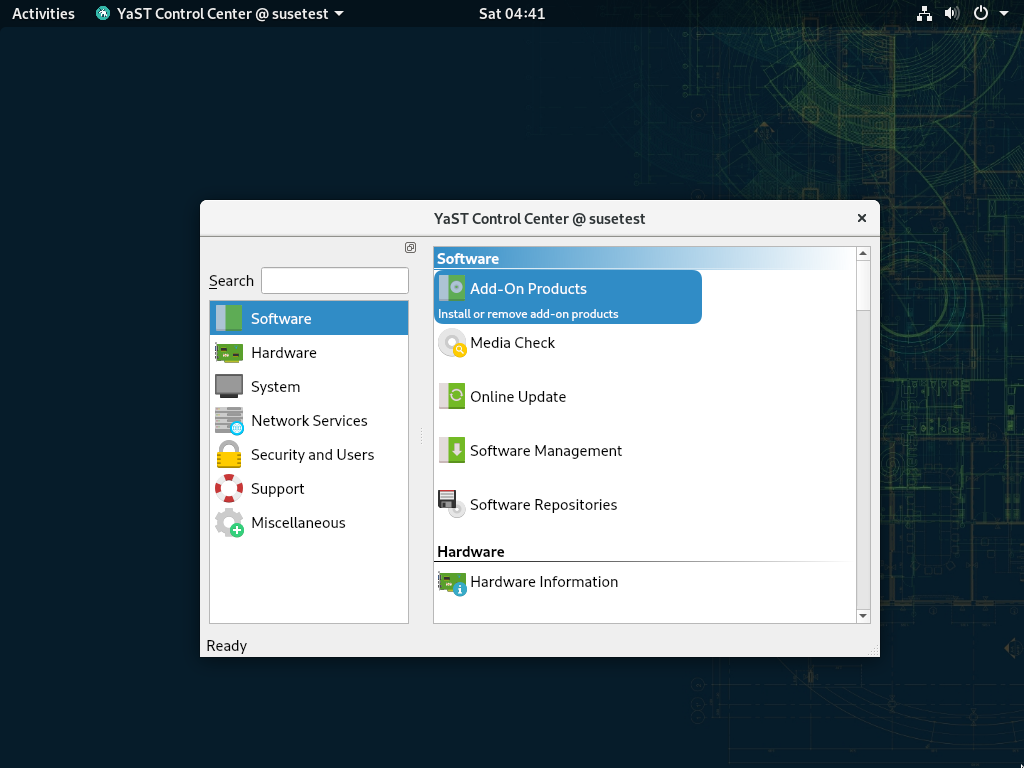 Activities
YaST Control Center @ susetest
Sat 04:41
YaST Control Center @ susetest
Search
Software
Hardware
System
Network Services
Security and Users
Support
Miscellaneous
Software
Add-On Products
Install or remove add-on products
Media Check
Online Update
Software Management
Software Repositories
Hardware
Hardware Information
Ready